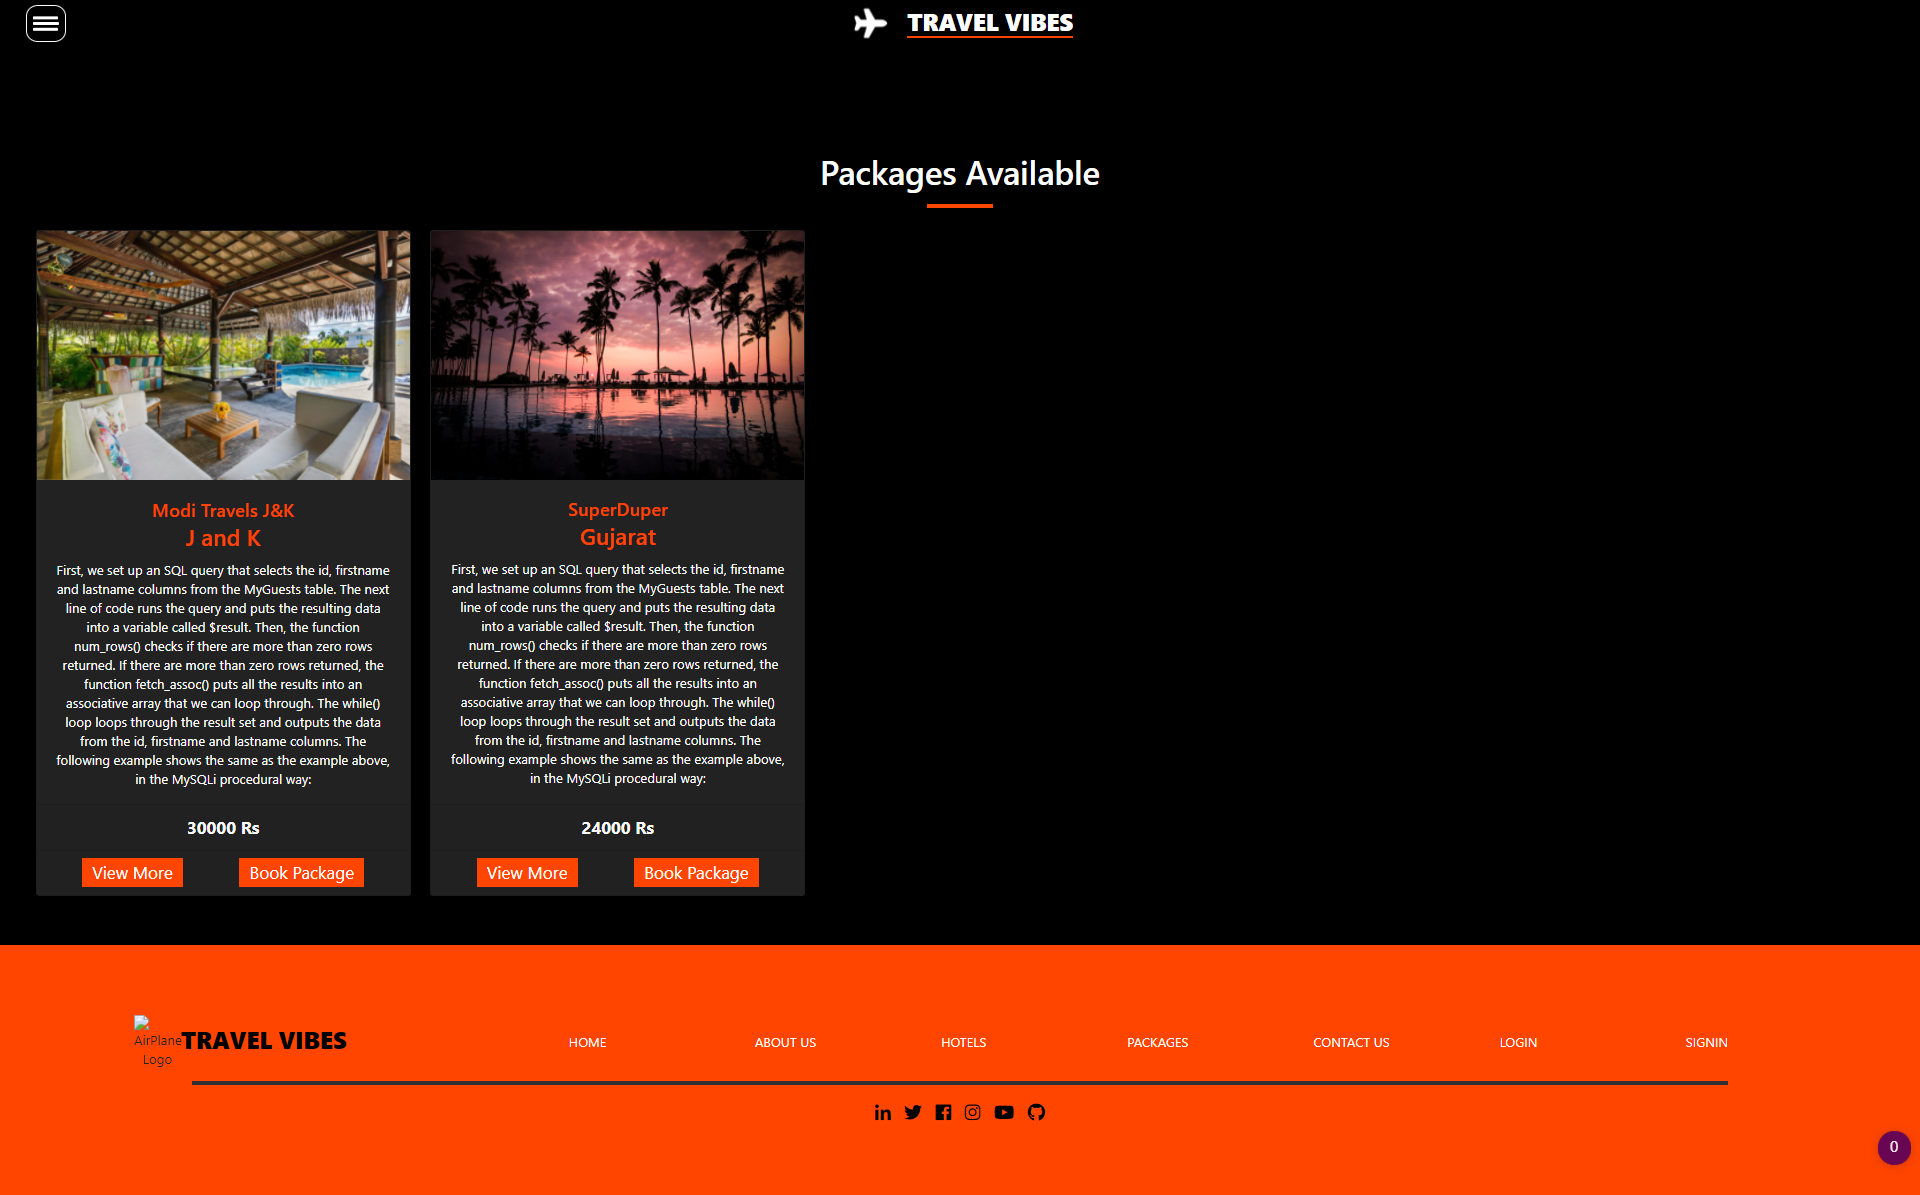 TRAVEL VIBES
Packages Available
Modi Travels J&K
J and K
First, we set up an SQL query that selects the id, firstname
and lastname columns from the MyGuests table. The next
line of code runs the query and puts the resulting data
into a variable called $result. Then, the function
num_rows() checks if there are more than zero rows
returned. If there are more than zero rows returned, the
function fetch_assoc() puts all the results into an
associative array that we can loop through. The while()
loop loops through the result set and outputs the data
from the id, firstname and lastname columns. The
following example shows the same as the example above,
in the MySQLi procedural way:
30000 Rs
View More
Book Package
SuperDuper
Gujarat
First, we set up an SQL query that selects the id, firstname
and lastname columns from the MyGuests table. The next
line of code runs the query and puts the resulting data
into a variable called $result. Then, the function
num_rows() checks if there are more than zero rows
returned. If there are more than zero rows returned, the
function fetch_assoc() puts all the results into an
associative array that we can loop through. The while()
loop loops through the result set and outputs the data
from the id, firstname and lastname columns. The
following example shows the same as the example above,
in the MySQLi procedural way:
24000 Rs
View More
Book Package
AirPlane
Logo
TRAVEL VIBES
HOME
ABOUT US
HOTELS
PACKAGES
CONTACT US
LOGIN
SIGNIN
0